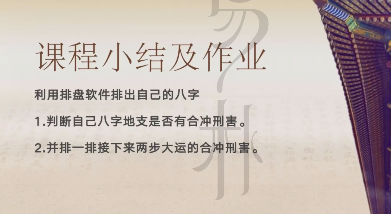 课程小结及作业
利用排盘软件排出自己的八字
1.判断自己八字地支是否有合冲刑害。
2.并排一排接下来两步大运的合冲刑害。